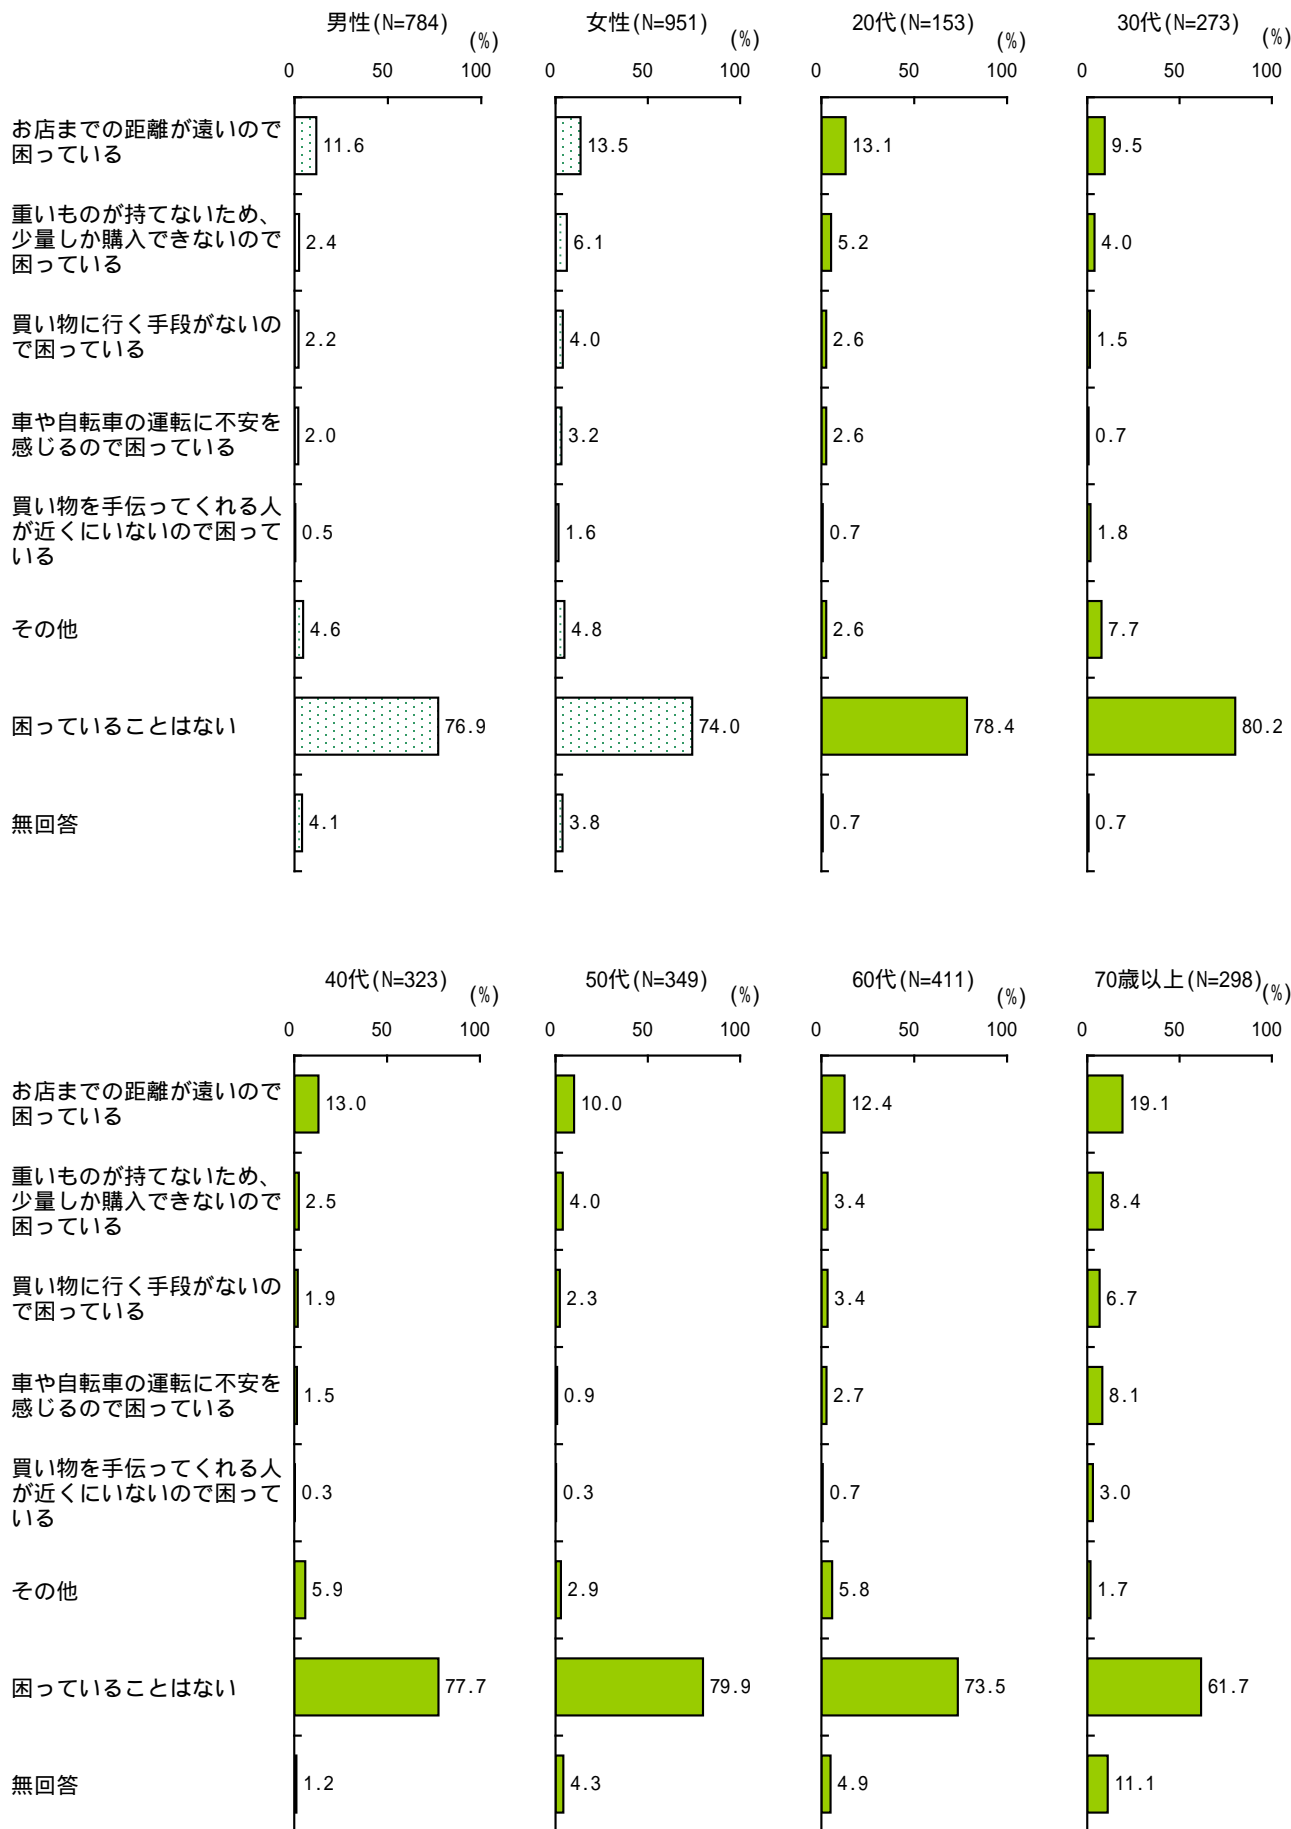 男性(N=784)
女性(N=951)
20代(N=153)
30代(N=273)
(%)
(%)
(%)
(%)
0 50 100
0 50 100
0 50 100
0 50 100
お店までの距離が遠いので
困っている
11.6
13.5
13.1
9.5
重いものが持てないため、
少量しか購入できないので
困っている
2.4
6.1
5.2
4.0
買い物に行く手段がないの
で困っている
2.2
4.0
2.6
1.5
車や自転車の運転に不安を
感じるので困っている
2.0
3.2
2.6
0.7
買い物を手伝ってくれる人
が近くにいないので困って
いる
0.5
1.6
0.7
1.8
その他
4.6
4.8
2.6
7.7
困っていることはない
76.9
74.0
78.4
80.2
無回答
4.1
3.8
0.7
0.7
40代(N=323)
50代(N=349)
60代(N=411)
70歳以上(N=298)
(%)
(%)
(%)
(%)
0 50 100
0 50 100
0 50 100
0 50 100
お店までの距離が遠いので
困っている
13.0
10.0
12.4
19.1
重いものが持てないため、
少量しか購入できないので
困っている
2.5
4.0
3.4
8.4
買い物に行く手段がないの
で困っている
1.9
2.3
3.4
6.7
車や自転車の運転に不安を
感じるので困っている
1.5
0.9
2.7
8.1
買い物を手伝ってくれる人
が近くにいないので困って
いる
0.3
0.3
0.7
3.0
その他
5.9
2.9
5.8
1.7
困っていることはない
77.7
79.9
73.5
61.7
無回答
1.2
4.3
4.9
11.1